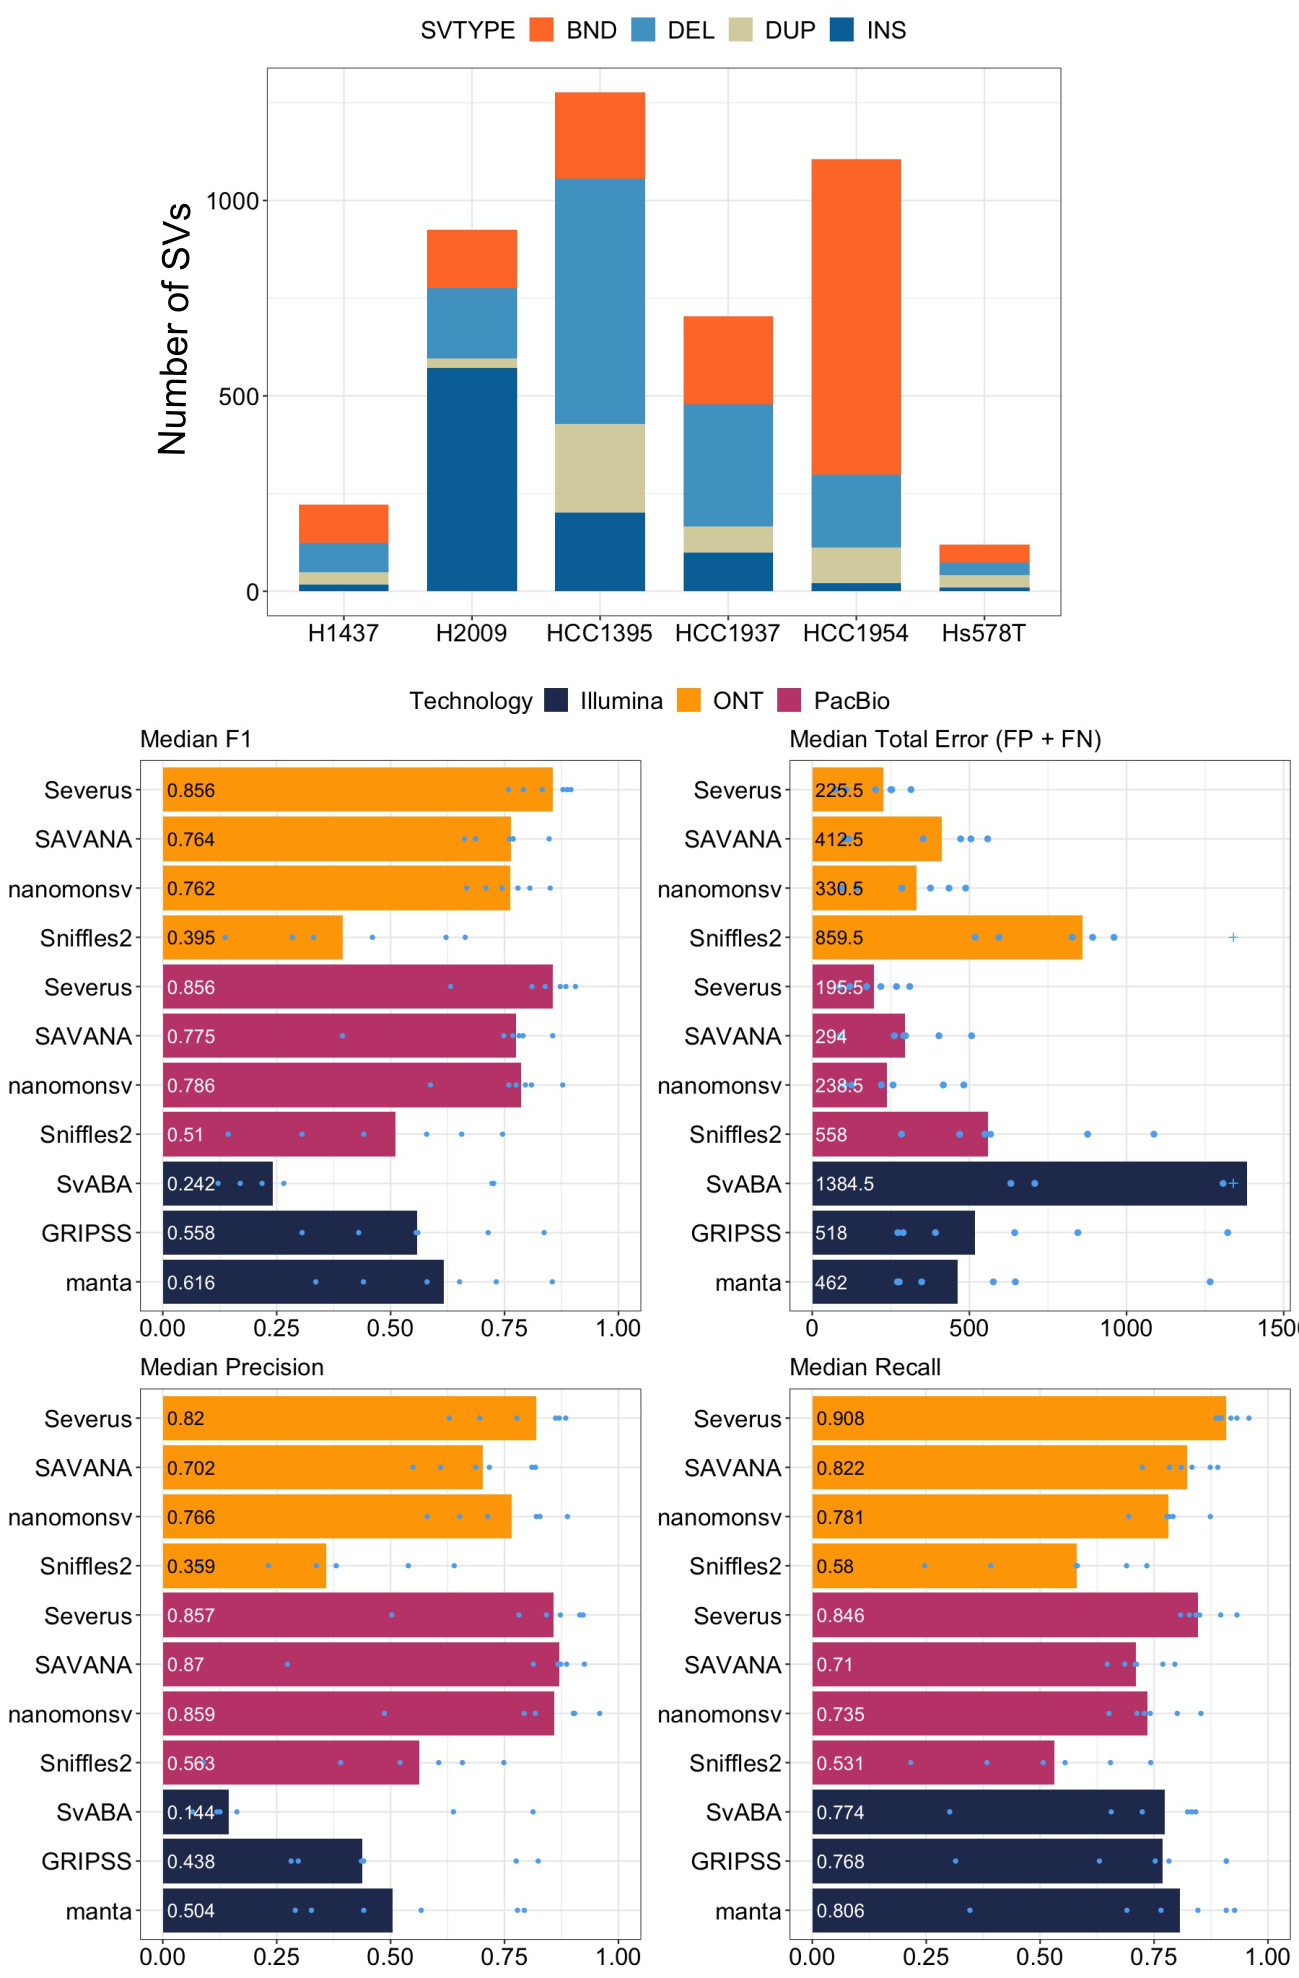 SVTYPE BND DEL DUP INS
Number of SVs
1000
500
0
H1437 H2009 HCC1395 HCC1937 HCC1954 Hs578T
Technology Illumina ONT PacBio
Median F1
Severus 0.856
SAVANA 0.764
nanomonsv 0.762
Sniffles2 0.395
Severus 0.856
SAVANA 0.775
nanomonsv 0.786
Sniffles2 0.51
SvABA 0.242
GRIPSS 0.558
manta 0.616
0.00 0.25 0.50 0.75 1.00
Median Total Error (FP + FN)
Severus 225.5
SAVANA 412.5
nanomonsv 330.5
Sniffles2 859.5
Severus 195.5
SAVANA 294
nanomonsv 238.5
Sniffles2 558
SvABA 1384.5
GRIPSS 518
manta 462
0 500 1000 150
Median Precision
Severus 0.82
SAVANA 0.702
nanomonsv 0.766
Sniffles2 0.359
Severus 0.857
SAVANA 0.87
nanomonsv 0.859
Sniffles2 0.563
SvABA 0.144
GRIPSS 0.438
manta 0.504
0.00 0.25 0.50 0.75 1.00
Median Recall
Severus 0.908
SAVANA 0.822
nanomonsv 0.781
Sniffles2 0.58
Severus 0.846
SAVANA 0.71
nanomonsv 0.735
Sniffles2 0.531
SvABA 0.774
GRIPSS 0.768
manta 0.806
0.00 0.25 0.50 0.75 1.00